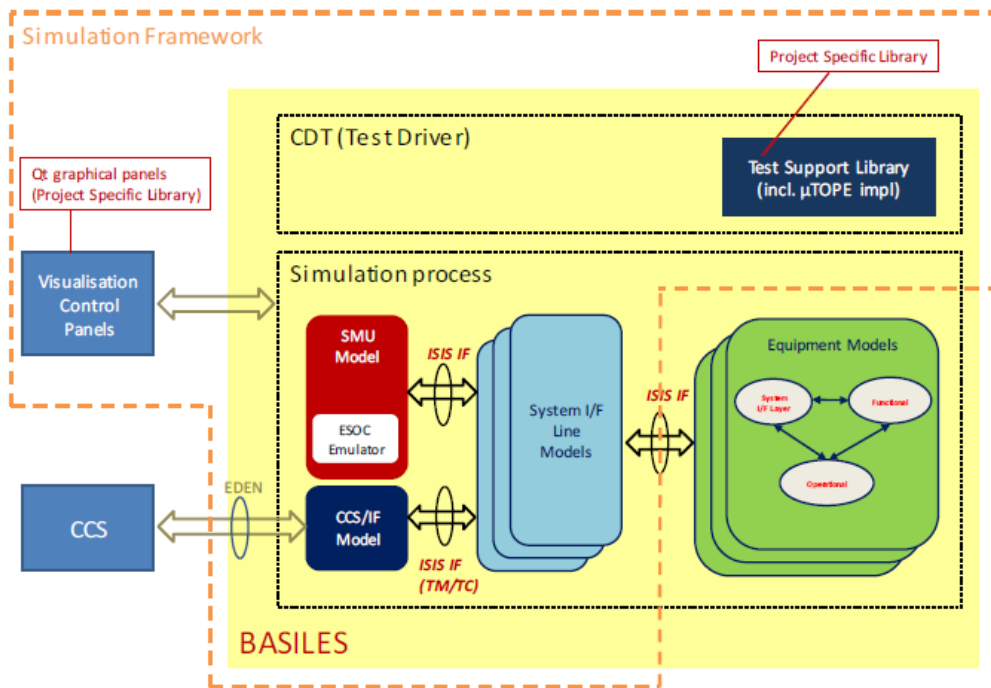 Simulation Framework
Project Specific Library
CDT (Test Driver)
Test Support Library
(incl. µTOPE impl)
Qt graphical panels
(Project Specific Library)
Visualisation
Control
Panels
Simulation process
SMU
Model
ESOC
Emulator
ISIS IF
System I/F
Line
Models
ISIS IF
Equipment Models
System
I/F Layer
Functional
Operational
CCS
EDEN
CCS/IF
Model
ISIS IF
(TM/TC)
BASILES